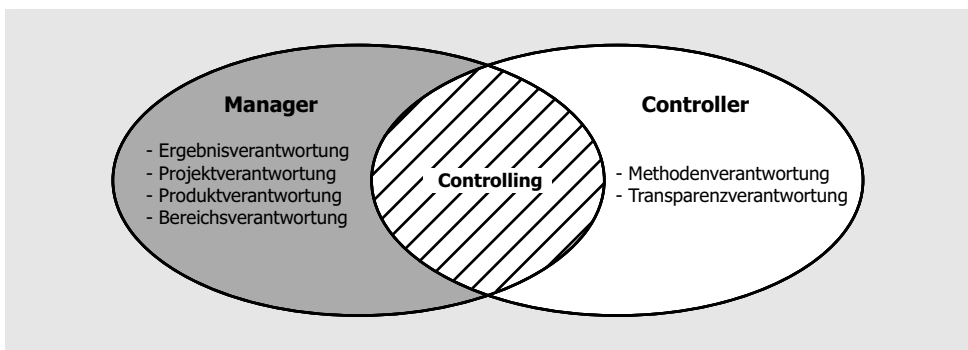 Manager
- Ergebnisverantwortung
- Projektverantwortung
- Produktverantwortung
- Bereichsverantwortung
Controlling
Controller
- Methodenverantwortung
- Transparenzverantwortung